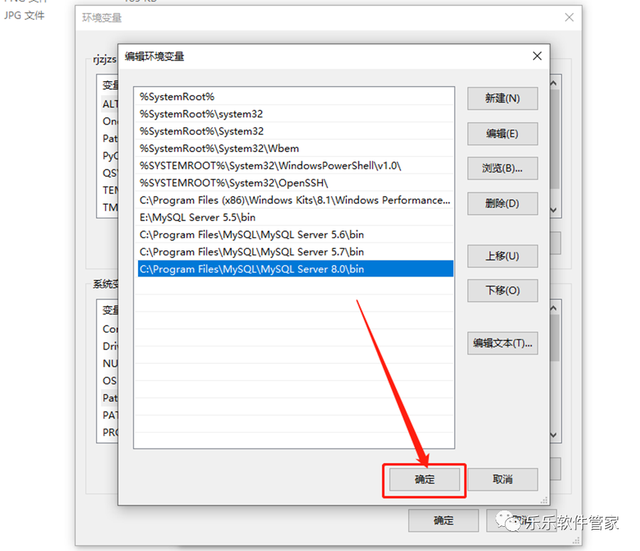 JPG 文件
环境变量
编辑环境变量
rjzjzs
变量
AL
On
Pat
PyC
QS
TEN
TM
%SystemRoot%
%SystemRoot%\system32
%SystemRoot%\System32
%SystemRoot%\System32\Wbem
%SYSTEMROOT%\System32\WindowsPowerShell\v1.0\
%SYSTEMROOT%\System32\OpenSSH\
C:\Program Files (x86)\Windows Kits\8.1\Windows Performance...
E:\MySQL Server 5.5\bin
C:\Program Files\MySQL\MySQL Server 5.6\bin
C:\Program Files\MySQL\MySQL Server 5.7\bin
C:\Program Files\MySQL\MySQL Server 8.0\bin
新建(N)
编辑(E)
浏览(B)...
删除(D)
上移(U)
下移(O)
编辑文本(T)...
系统变
变量
Cor
Driv
NU
OS
Pat
PAT
PRC
确定
取消
确定
乐乐软件管家